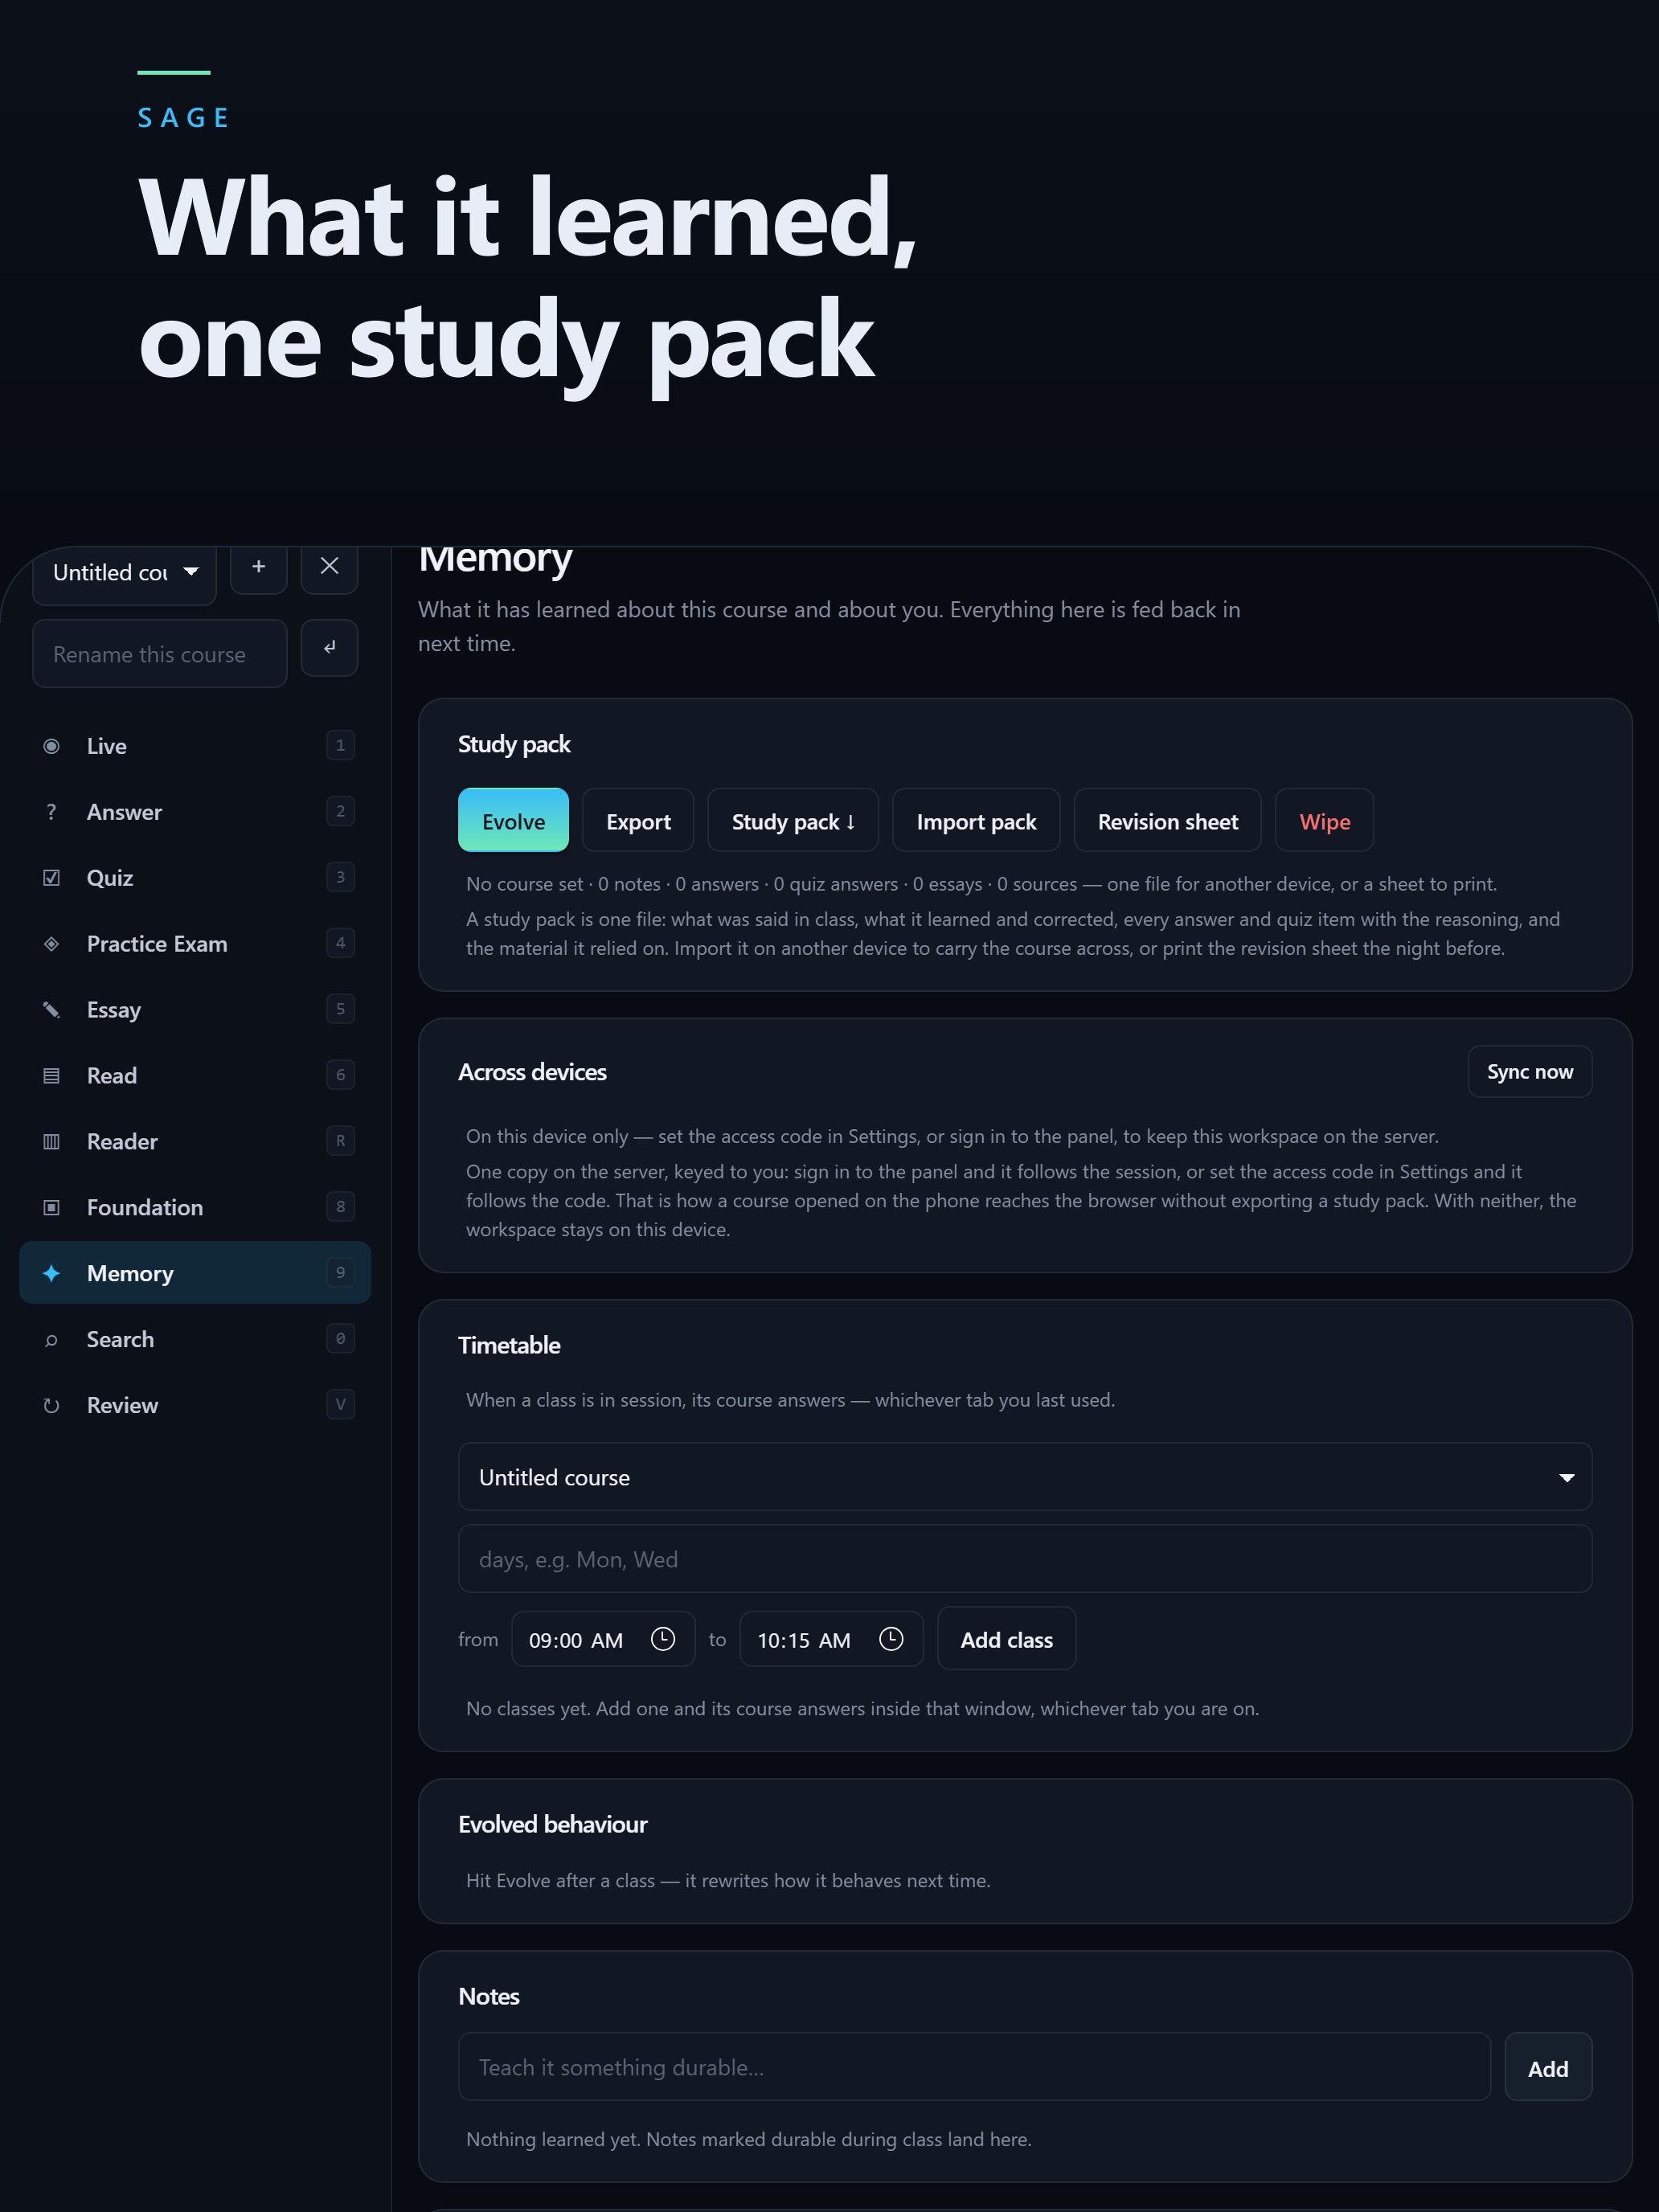 SAGE
What it learned,
one study pack
Untitled cou
+
Rename this course
Live 1
? Answer 2
Quiz 3
Practice Exam 4
Essay 5
Read 6
Reader R
Foundation 8
Memory 9
Search 0
Review V
Memory
What it has learned about this course and about you. Everything here is fed back in
next time.
Study pack
Evolve Export Study pack ↓ Import pack Revision sheet Wipe
No course set · 0 notes · 0 answers · 0 quiz answers · 0 essays · 0 sources — one file for another device, or a sheet to print.
A study pack is one file: what was said in class, what it learned and corrected, every answer and quiz item with the reasoning, and
the material it relied on. Import it on another device to carry the course across, or print the revision sheet the night before.
Across devices Sync now
On this device only — set the access code in Settings, or sign in to the panel, to keep this workspace on the server.
One copy on the server, keyed to you: sign in to the panel and it follows the session, or set the access code in Settings and it
follows the code. That is how a course opened on the phone reaches the browser without exporting a study pack. With neither, the
workspace stays on this device.
Timetable
When a class is in session, its course answers — whichever tab you last used.
Untitled course
days, e.g. Mon, Wed
from 09:00 AM to 10:15 AM Add class
No classes yet. Add one and its course answers inside that window, whichever tab you are on.
Evolved behaviour
Hit Evolve after a class — it rewrites how it behaves next time.
Notes
Teach it something durable... Add
Nothing learned yet. Notes marked durable during class land here.